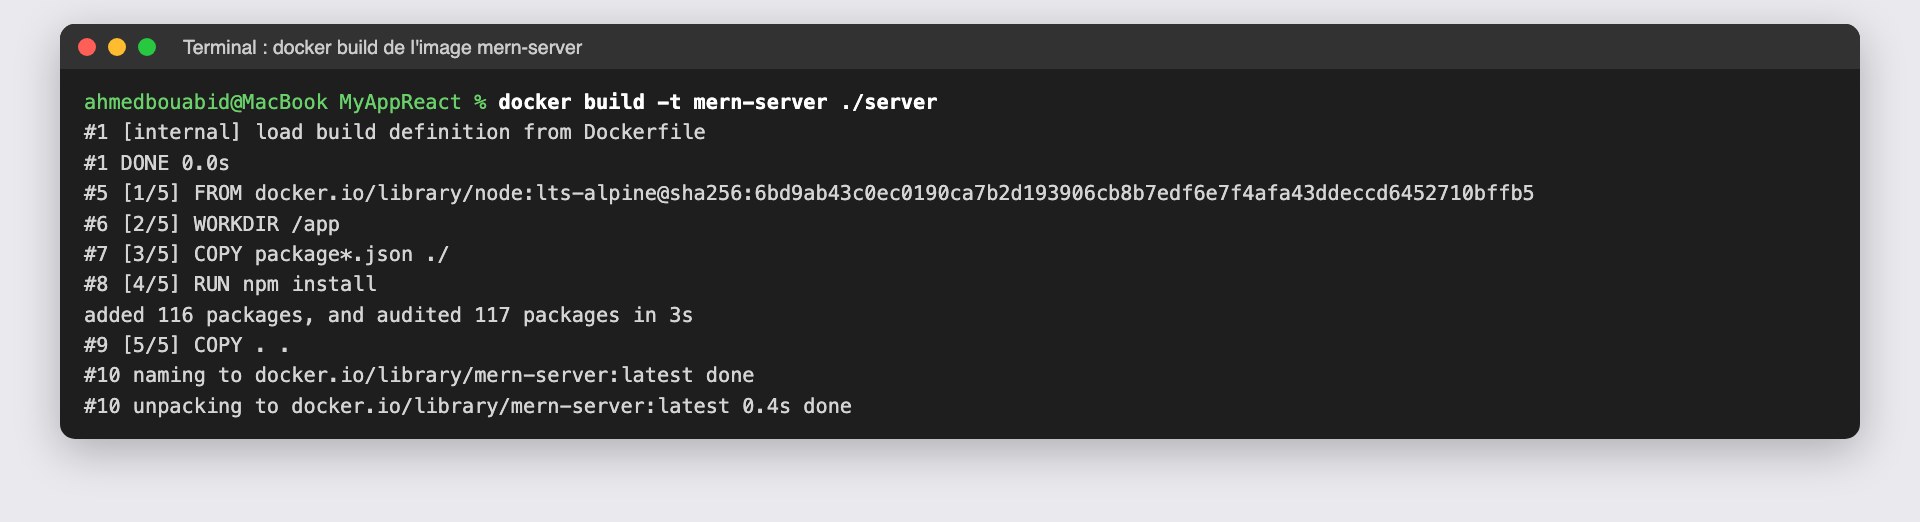 Terminal : docker build de l'image mern-server
ahmedbouabid@MacBook MyAppReact % docker build -t mern-server ./server
#1 [internal] load build definition from Dockerfile
#1 DONE 0.0s
#5 [1/5] FROM docker.io/library/node:lts-alpine@sha256:6bd9ab43c0ec0190ca7b2d193906cb8b7edf6e7f4afa43ddeccd6452710bffb5
#6 [2/5] WORKDIR /app
#7 [3/5] COPY package*.json ./
#8 [4/5] RUN npm install
added 116 packages, and audited 117 packages in 3s
#9 [5/5] COPY . .
#10 naming to docker.io/library/mern-server:latest done
#10 unpacking to docker.io/library/mern-server:latest 0.4s done